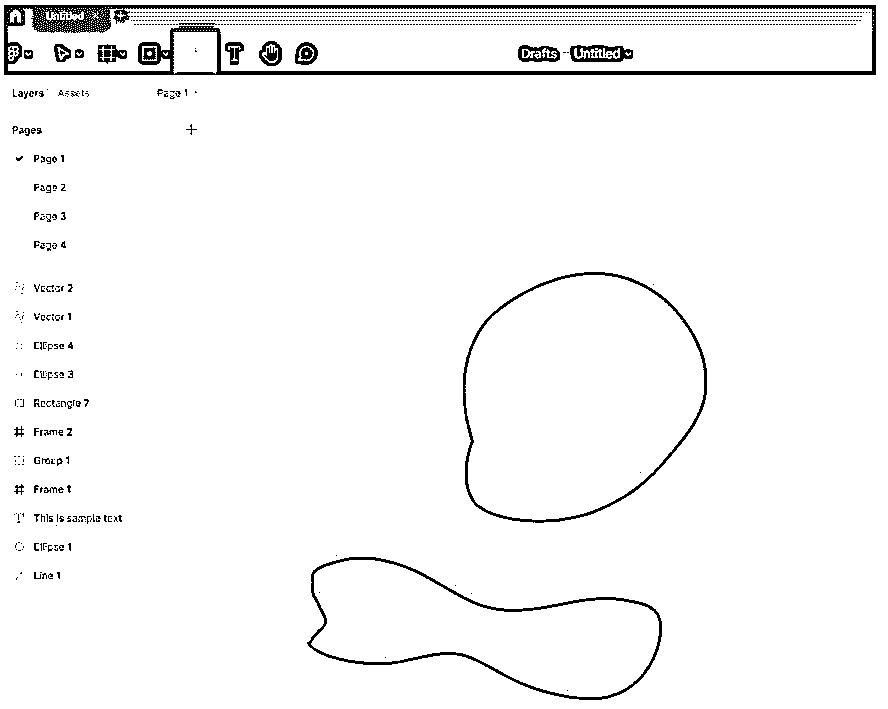 Untitled
Drafts Untitled
Layers Assets Page 1
Pages
Page 1
Page 2
Page 3
Page 4
Vector 2
Vector 1
Ellipse 4
Ellipse 3
Rectangle 7
Frame 2
Group 1
Frame 1
This is sample text
Ellipse 1
Line 1